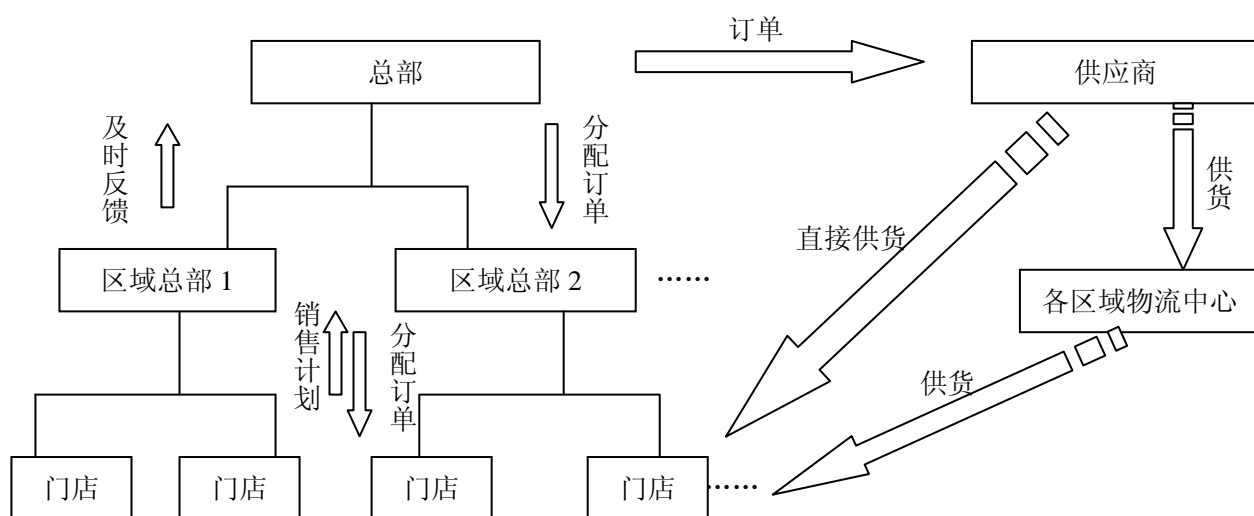 订单
总部
供应商
及时反馈
分配订单
供货
直接供货
区域总部 1
区域总部 2
……
各区域物流中心
销售计划
分配订单
供货
门店
门店
门店
门店
……